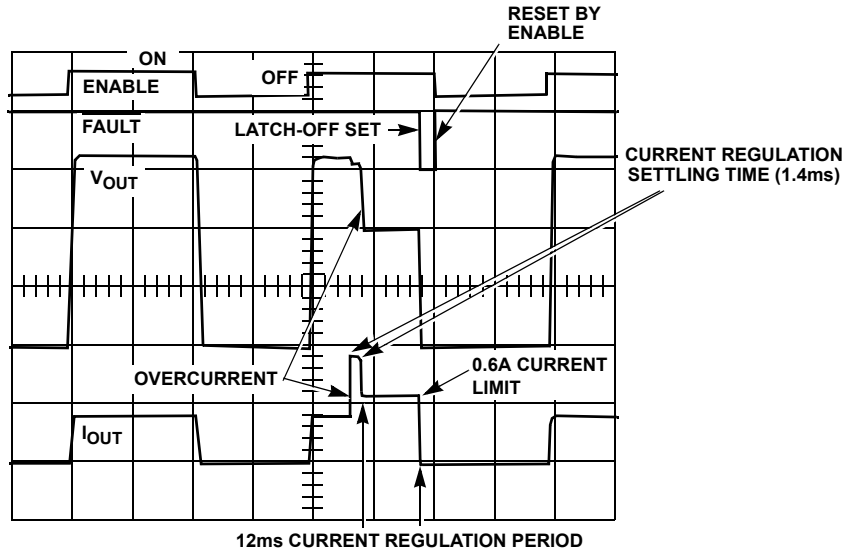 RESET BY
ENABLE
ON
ENABLE
OFF
FAULT
LATCH-OFF SET
CURRENT REGULATION
SETTLING TIME (1.4ms)
VOUT
OVERCURRENT
0.6A CURRENT
LIMIT
IOUT
12ms CURRENT REGULATION PERIOD